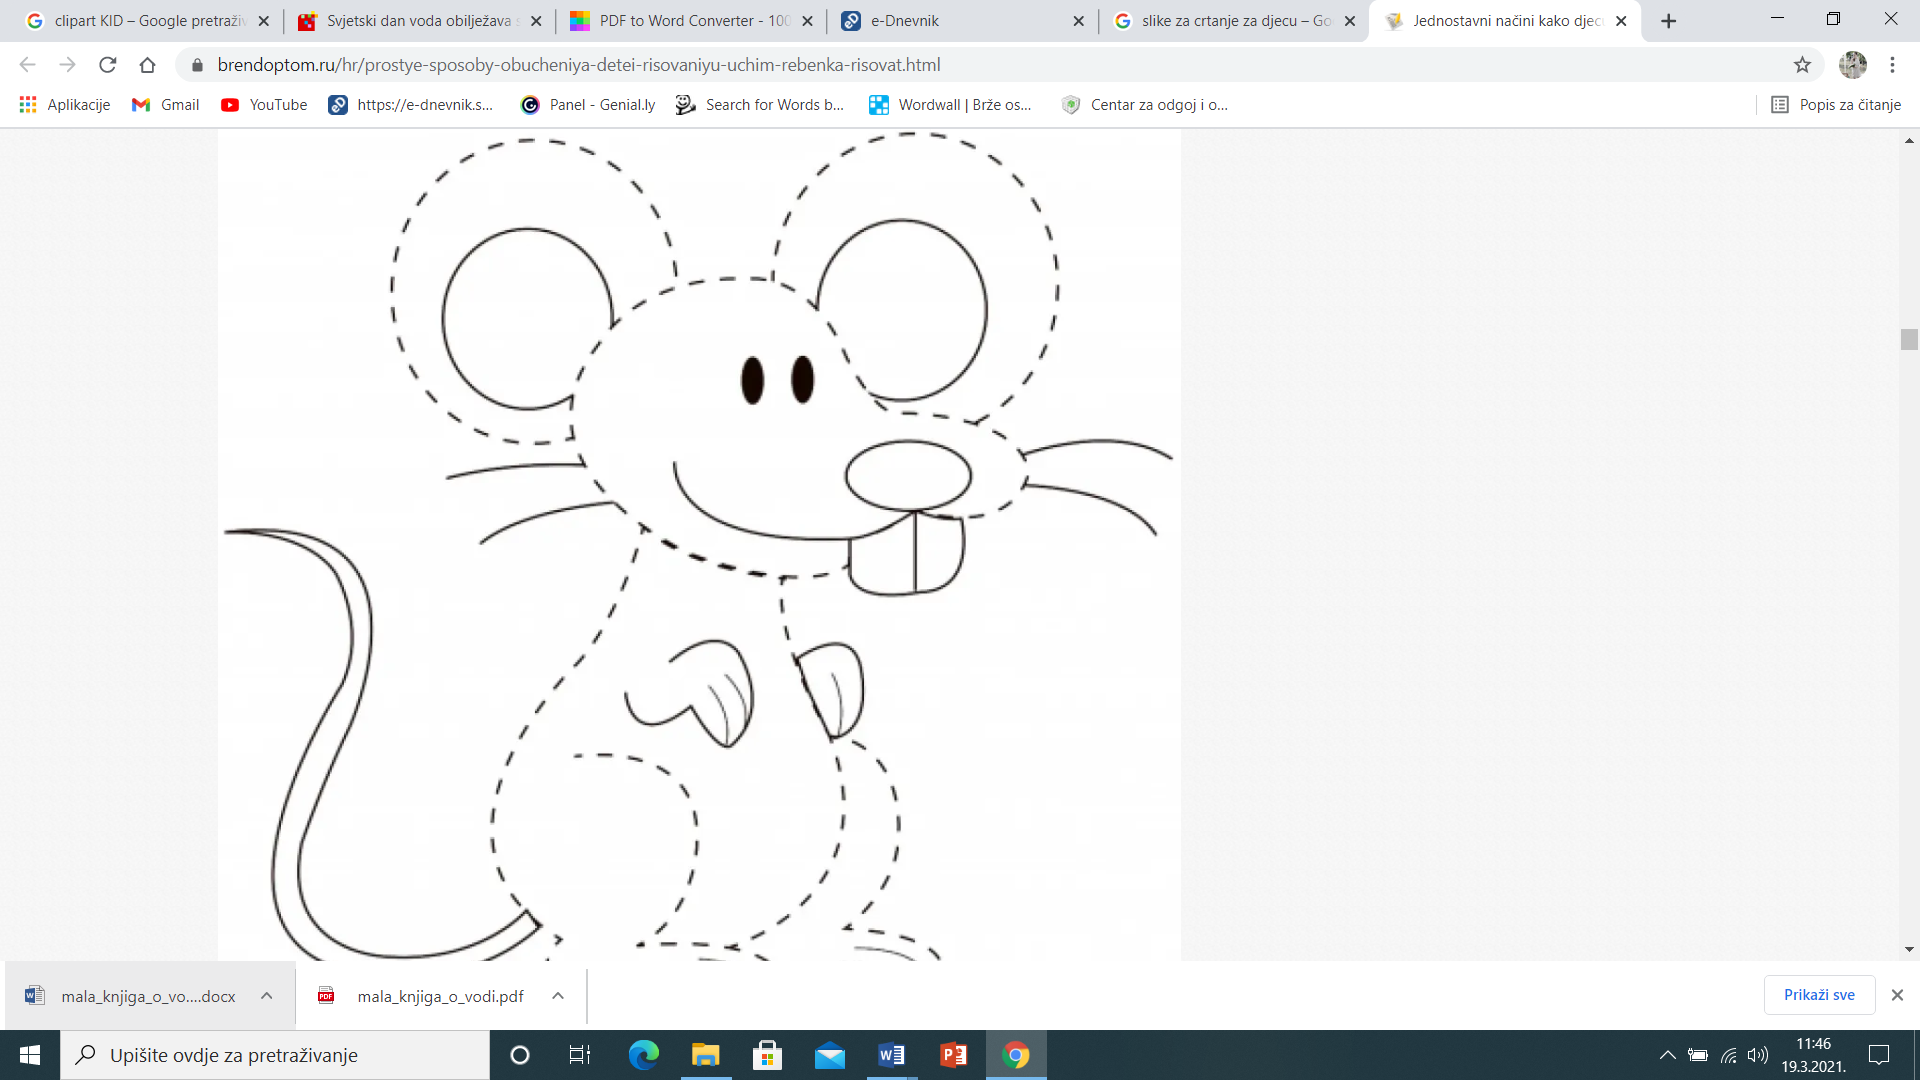 clipart KID – Google pretraživ
Svjetski dan voda obilježava s
PDF to Word Converter - 100
e-Dnevnik
slike za crtanje za djecu – Go
Jednostavni načini kako djecu
brendoptom.ru/hr/prostye-sposoby-obucheniya-detei-risovaniyu-uchim-rebenka-risovat.html
Aplikacije
Gmail
YouTube
https://e-dnevnik.s...
Panel - Genial.ly
Search for Words b...
Wordwall | Brže os...
Centar za odgoj i o...
Popis za čitanje
mala_knjiga_o_vo....docx
PDF
mala_knjiga_o_vodi.pdf
Prikaži sve
Upišite ovdje za pretraživanje
11:46
19.3.2021.